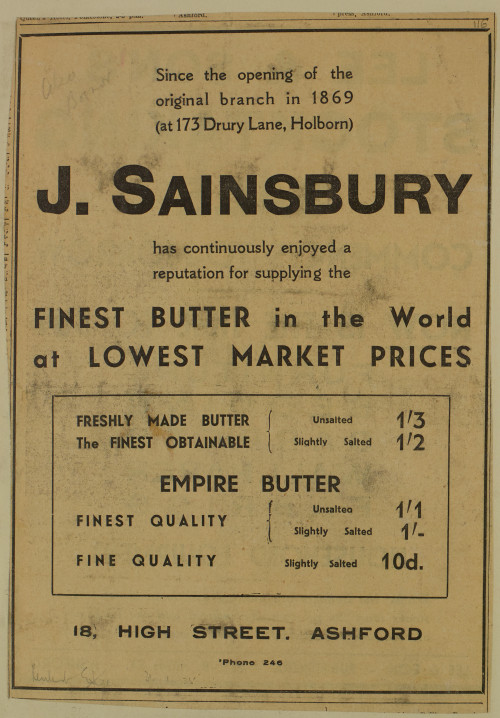 Ashford.
1/6
Since the opening of the
original branch in 1869
(at 173 Drury Lane, Holborn)
J. SAINSBURY
has continuously enjoyed a
reputation for supplying the
FINEST BUTTER in the World
at LOWEST MARKET PRICES
FRESHLY MADE BUTTER Unsalted 1/3
The FINEST OBTAINABLE Slightly Salted 1/2
EMPIRE BUTTER
FINEST QUALITY Unsalted 1/1
Slightly Salted 1/-
FINE QUALITY Slightly Salted 10d.
18, HIGH STREET. ASHFORD
'Phone 246